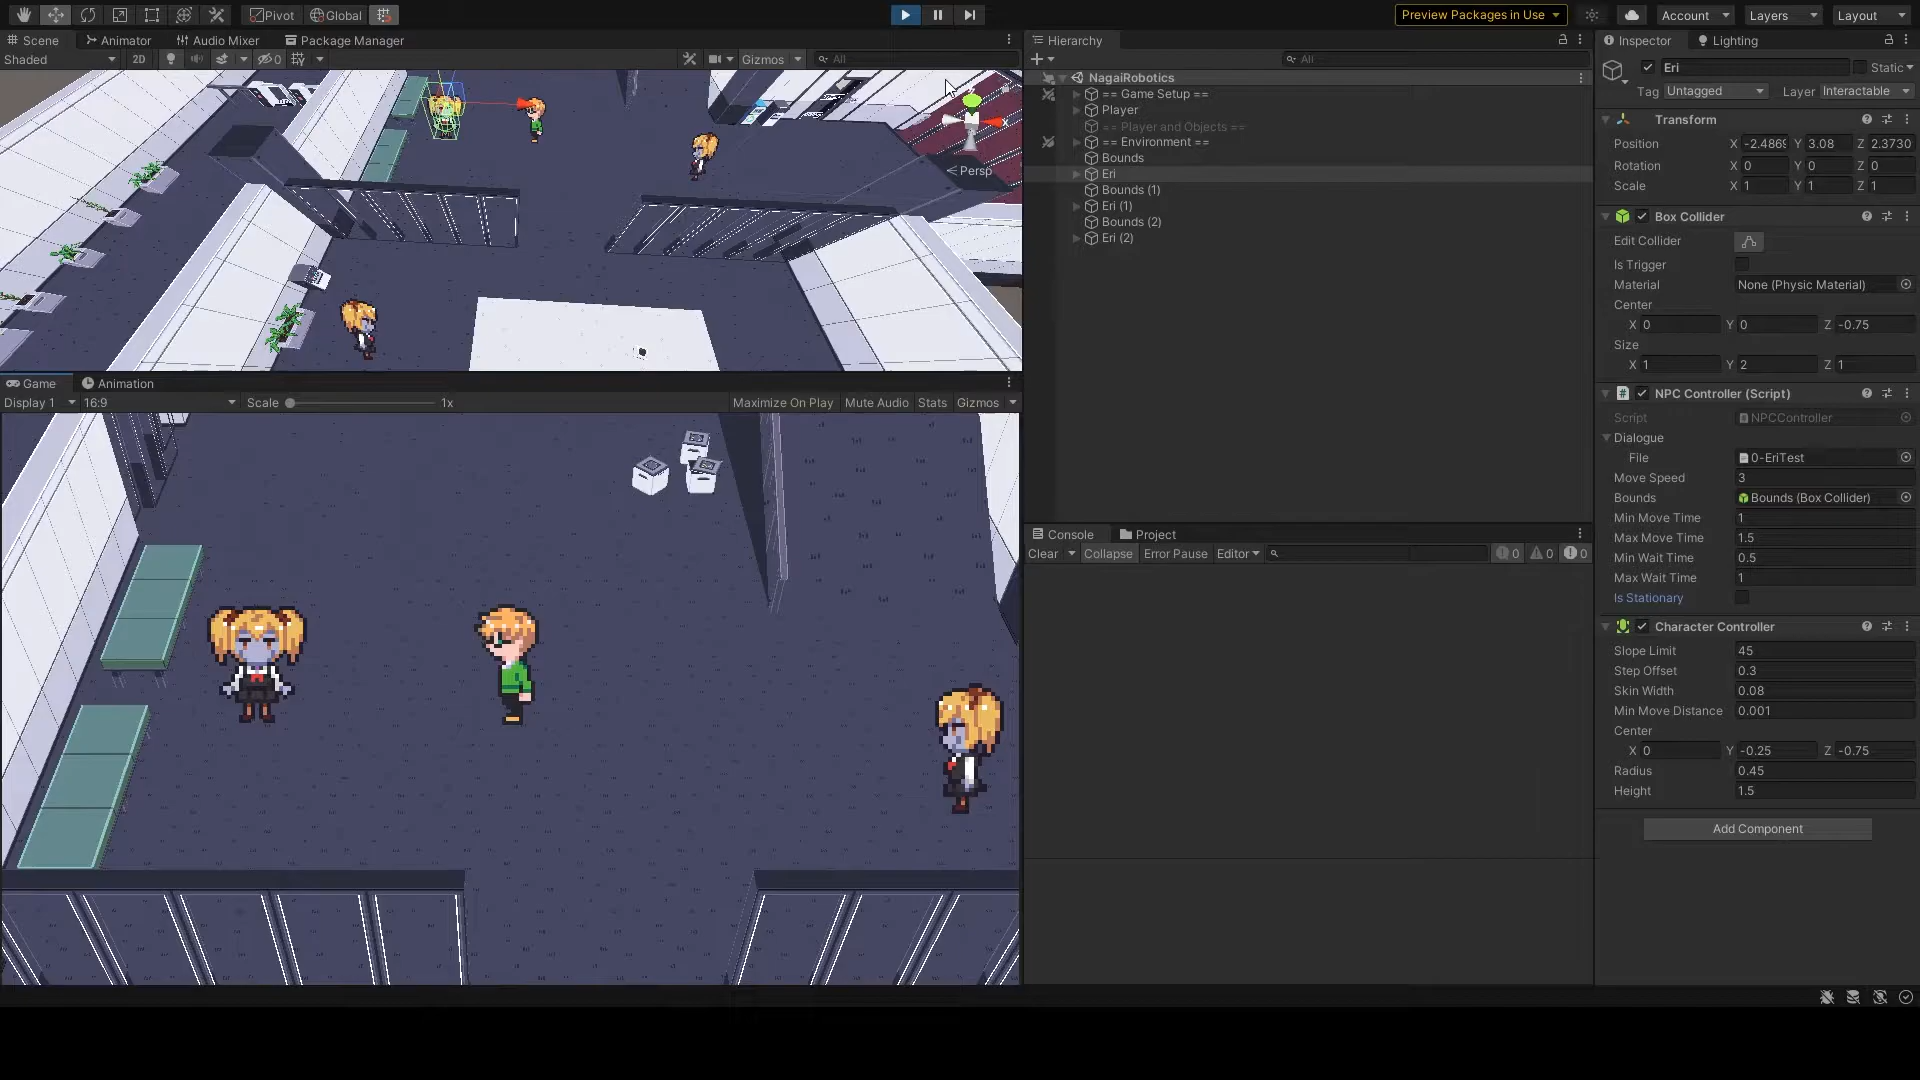 Pivot Global Preview Packages in Use Account Layers Layout
Scene Animator Audio Mixer Package Manager
Shaded 2D 0 Gizmos All
Persp
x
Game Animation
Display 1 16:9 Scale 1x Maximize On Play Mute Audio Stats Gizmos
Hierarchy
All
NagaiRobotics
== Game Setup ==
Player
== Player and Objects ==
== Environment ==
Bounds
Eri
Bounds (1)
Eri (1)
Bounds (2)
Eri (2)
Console Project
Clear Collapse Error Pause Editor 0 0 0
Inspector Lighting
Eri Static
Tag Untagged Layer Interactable
Transform
Position X -2.4869 Y 3.08 Z 2.3730
Rotation X 0 Y 0 Z 0
Scale X 1 Y 1 Z 1
Box Collider
Edit Collider
Is Trigger
Material None (Physic Material)
Center
X 0 Y 0 Z -0.75
Size
X 1 Y 2 Z 1
NPC Controller (Script)
Script NPCController
Dialogue
File 0-EriTest
Move Speed 3
Bounds Bounds (Box Collider)
Min Move Time 1
Max Move Time 1.5
Min Wait Time 0.5
Max Wait Time 1
Is Stationary
Character Controller
Slope Limit 45
Step Offset 0.3
Skin Width 0.08
Min Move Distance 0.001
Center
X 0 Y -0.25 Z -0.75
Radius 0.45
Height 1.5
Add Component